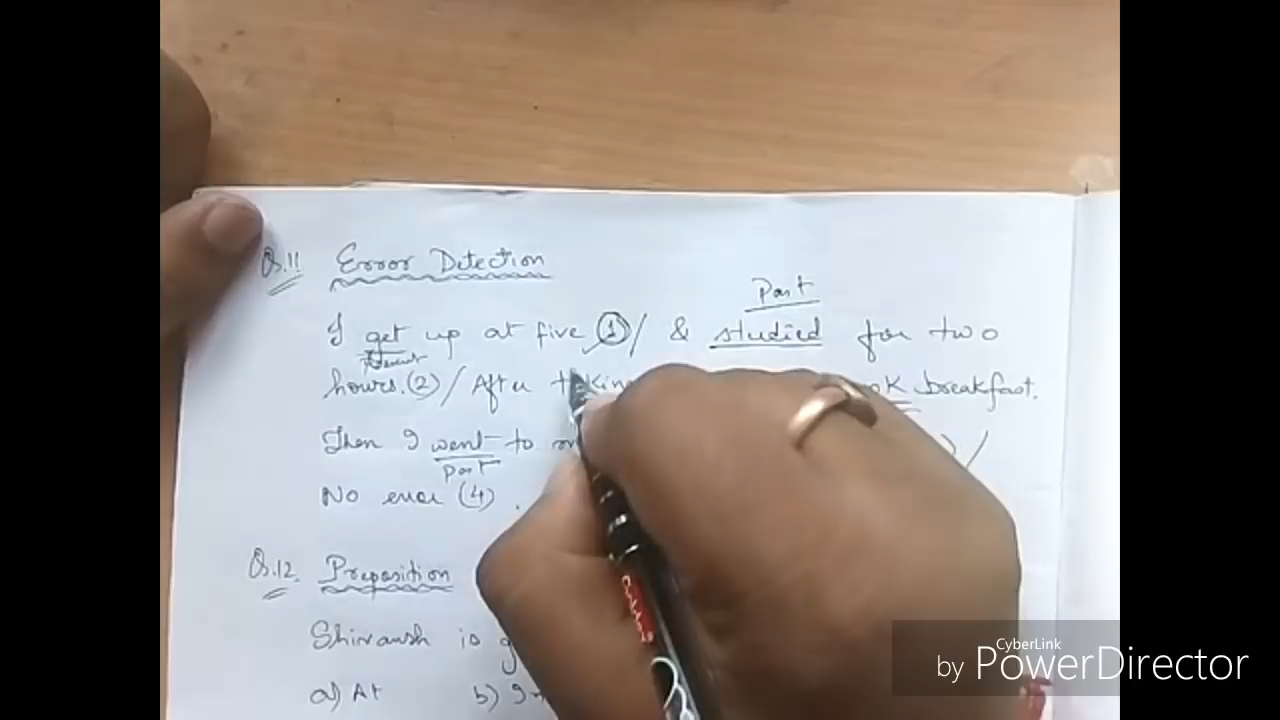 Q.11 Error Detection
Past
I get up at five (1)/ & studied for two
Present
hours.(2)/ After breakfast.
Then I went to
past
No error (4).
Q.12. Preposition
Shivansh is
a) At b)
CyberLink
by PowerDirector